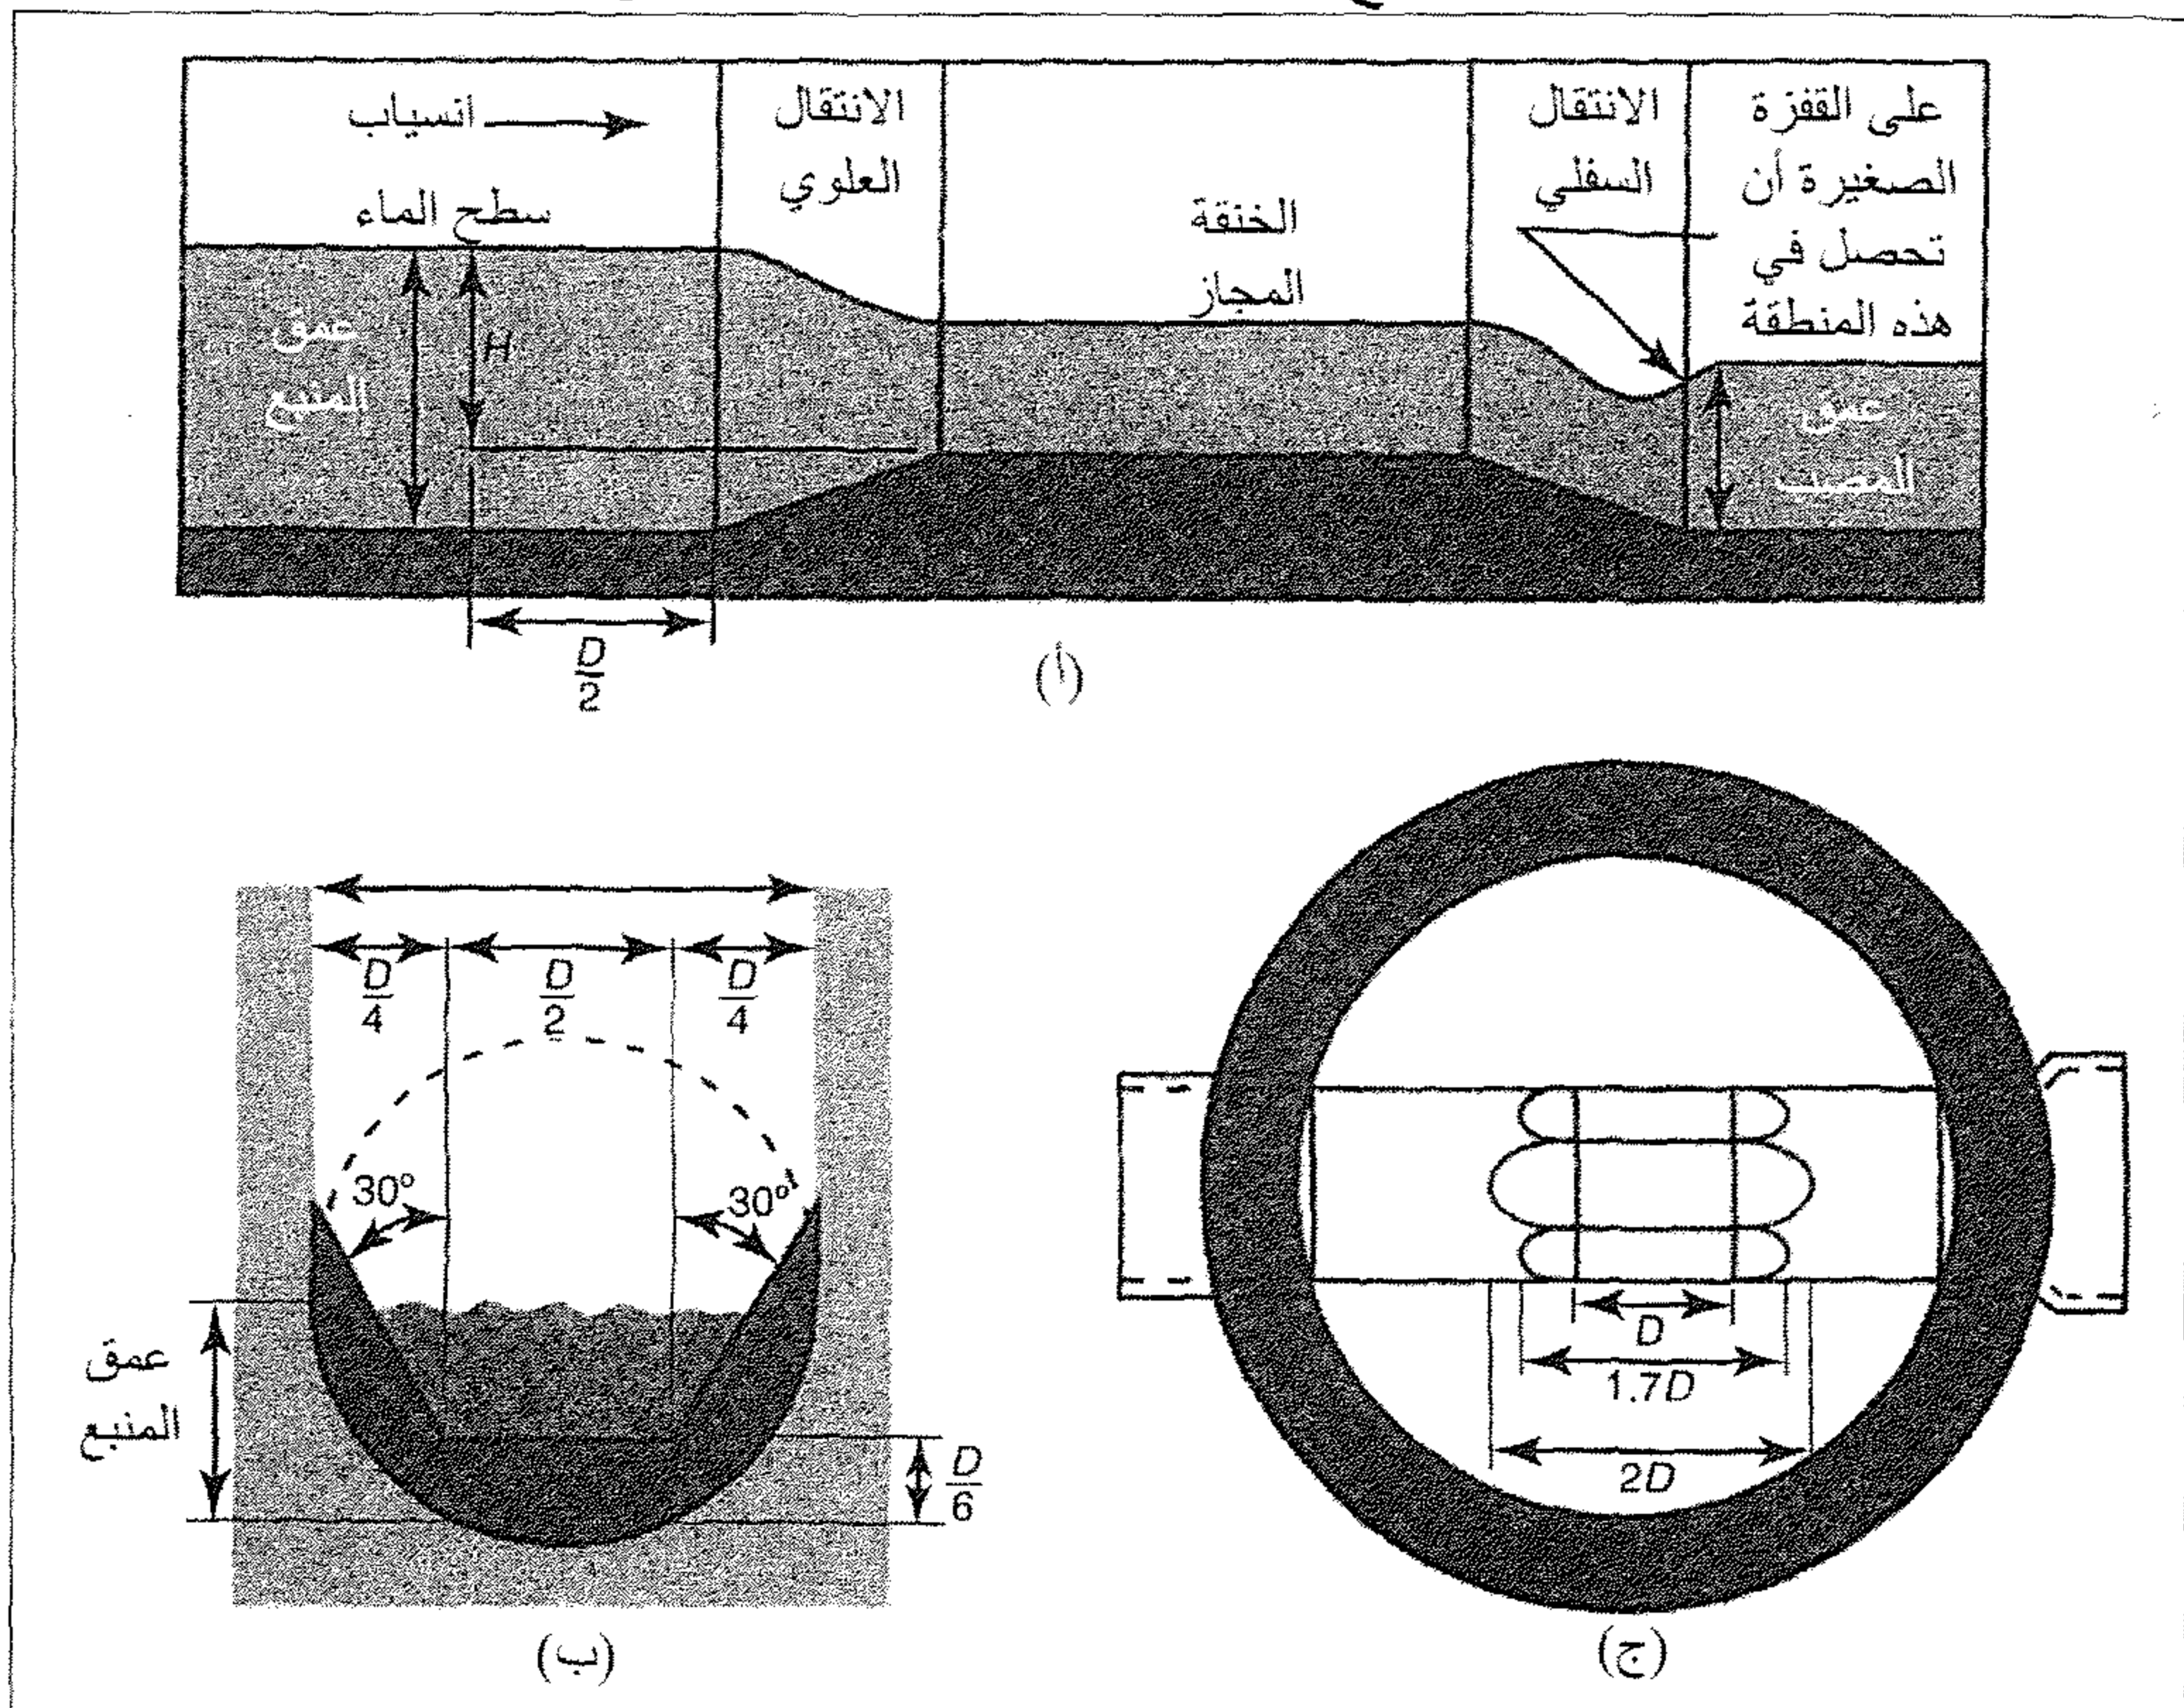 انسياب
سطح الماء
الانتقال
العلوي
الخنقة
المجاز
الانتقال
السفلي
على القفزة
الصغيرة أن
تحصل في
هذه المنطقة
عمق
المنبع
H
عمق
المصب
D
2
(أ)
D
4
D
2
D
4
30°
30°
عمق
المنبع
D
6
(ب)
D
1.7D
2D
(ج)